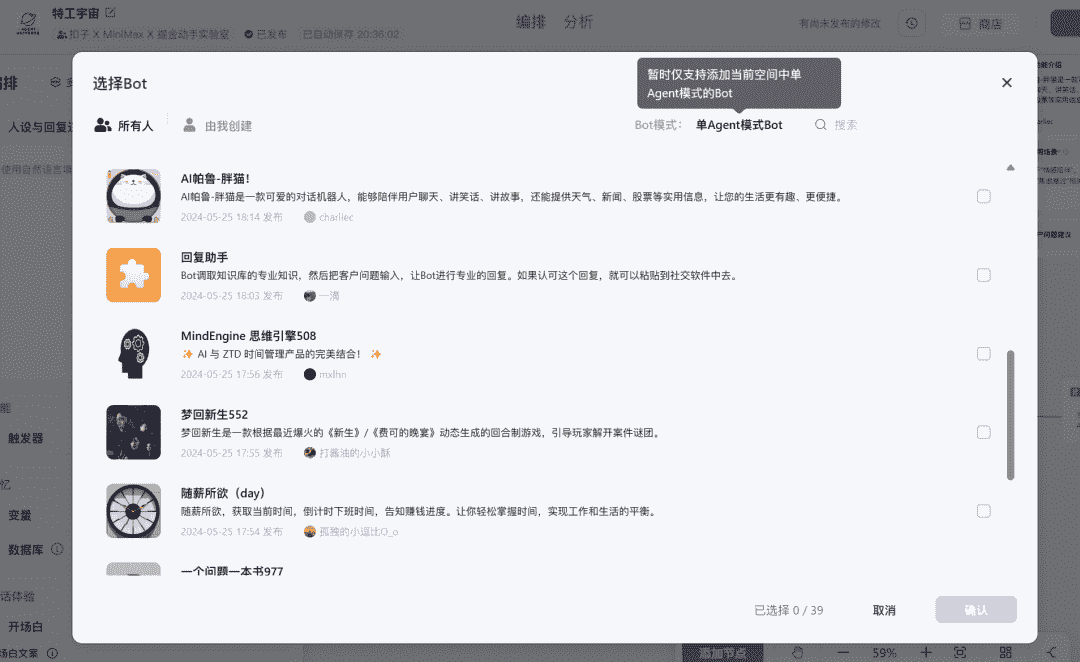 特工宇宙
扣子 X MiniMax X 掘金动手实验室
已发布
已自动保存 20:36:02
编排
分析
有尚未发布的修改
商店
选择Bot
暂时仅支持添加当前空间中单
Agent模式的Bot
所有人
由我创建
Bot模式：
单Agent模式Bot
搜索
AI帕鲁-胖猫！
AI帕鲁-胖猫是一款可爱的对话机器人，能够陪伴用户聊天、讲笑话、讲故事，还能提供天气、新闻、股票等实用信息，让您的生活更有趣、更便捷。
2024-05-25 18:14 发布
charliec
回复助手
Bot调取知识库的专业知识，然后把客户问题输入，让Bot进行专业的回复。如果认可这个回复，就可以粘贴到社交软件中去。
2024-05-25 18:03 发布
一滴
MindEngine 思维引擎508
✨ AI 与 ZTD 时间管理产品的完美结合！ ✨
2024-05-25 17:56 发布
mxlhn
梦回新生552
梦回新生是一款根据最近爆火的《新生》/《费可的晚宴》动态生成的回合制游戏，引导玩家解开案件谜团。
2024-05-25 17:55 发布
打酱油的小小酥
随薪所欲（day）
随薪所欲，获取当前时间，倒计时下班时间，告知赚钱进度。让你轻松掌握时间，实现工作和生活的平衡。
2024-05-25 17:54 发布
孤独的小逗比O_o
一个问题一本书977
已选择 0 / 39
取消
确认
排
人设与回复
使用自然语言
能
触发器
忆
变量
数据库
话体验
开场白
场白文案
添加节点
59%